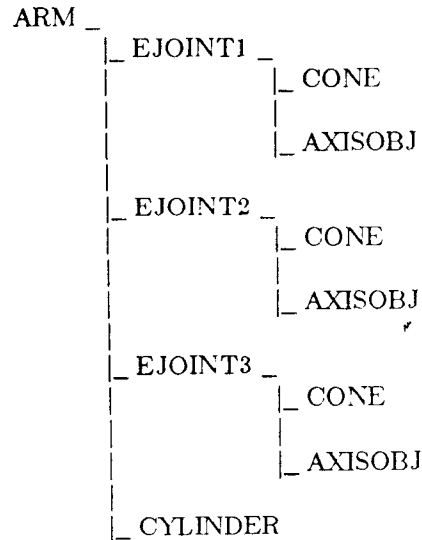 ARM
EJOINT1
CONE
AXISOBJ
EJOINT2
CONE
AXISOBJ
EJOINT3
CONE
AXISOBJ
CYLINDER